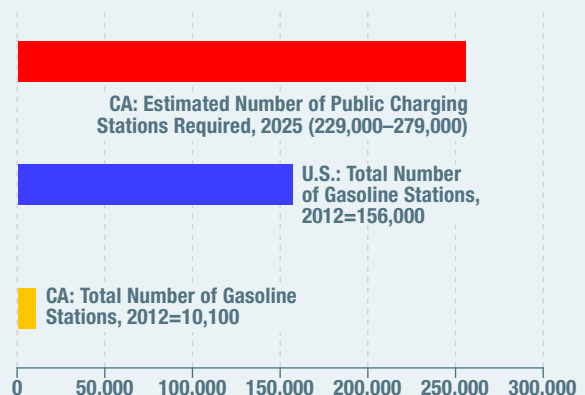 CA: Estimated Number of Public Charging
Stations Required, 2025 (229,000–279,000)
U.S.: Total Number
of Gasoline Stations,
2012=156,000
CA: Total Number of Gasoline
Stations, 2012=10,100
0 50,000 100,000 150,000 200,000 250,000 300,000